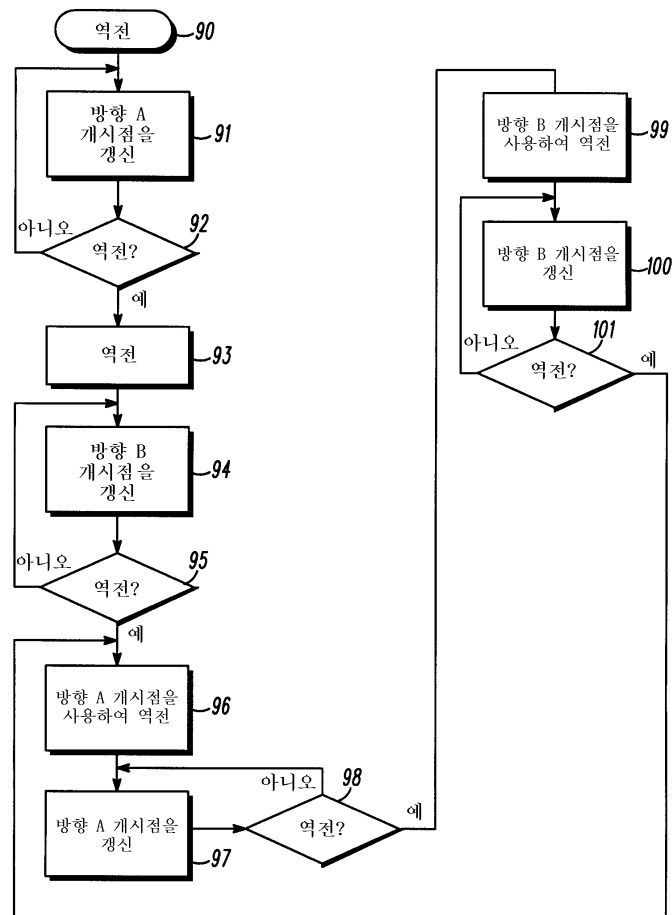 역전
90
방향 A
개시점을
갱신
91
아니오
역전?
92
예
역전
93
방향 B
개시점을
갱신
94
아니오
역전?
95
예
방향 A 개시점을
사용하여 역전
96
방향 A 개시점을
갱신
97
아니오
역전?
98
예
방향 B 개시점을
사용하여 역전
99
방향 B 개시점을
갱신
100
아니오
역전?
101
예